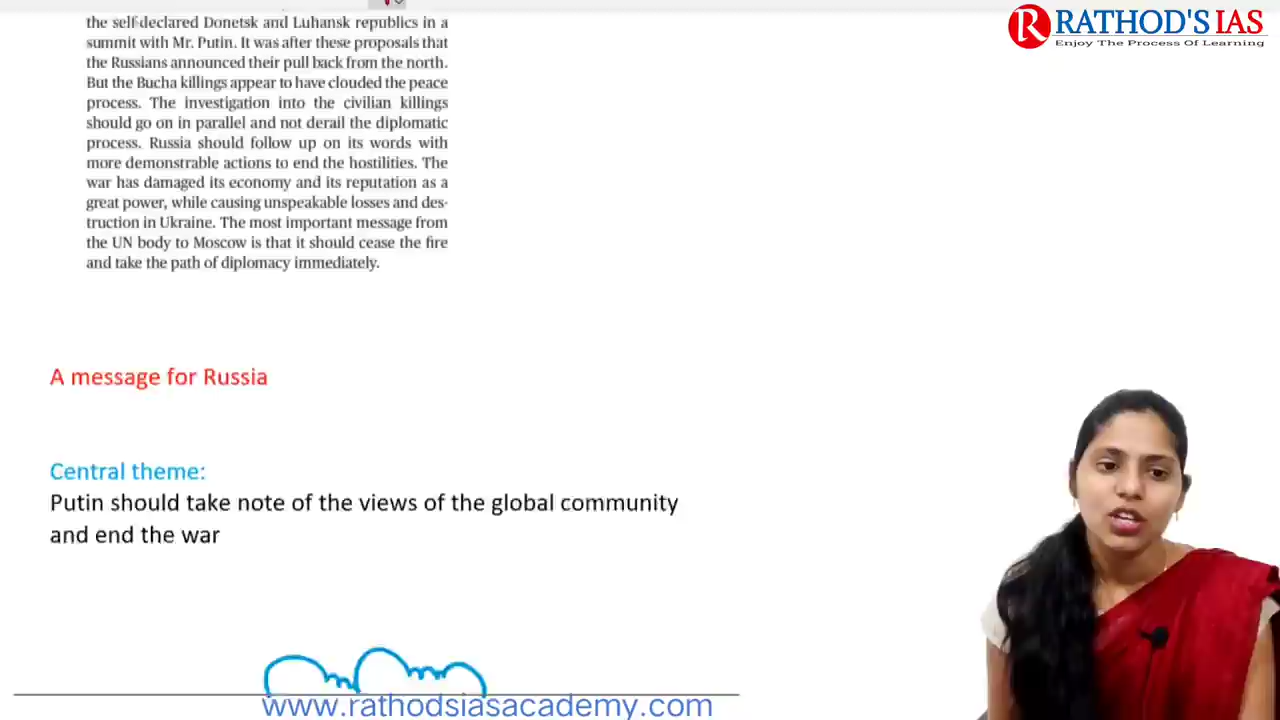 the self-declared Donetsk and Luhansk republics in a
summit with Mr. Putin. It was after these proposals that
the Russians announced their pull back from the north.
But the Bucha killings appear to have clouded the peace
process. The investigation into the civilian killings
should go on in parallel and not derail the diplomatic
process. Russia should follow up on its words with
more demonstrable actions to end the hostilities. The
war has damaged its economy and its reputation as a
great power, while causing unspeakable losses and des-
truction in Ukraine. The most important message from
the UN body to Moscow is that it should cease the fire
and take the path of diplomacy immediately.
R RATHOD'S IAS
Enjoy The Process Of Learning
A message for Russia
Central theme:
Putin should take note of the views of the global community
and end the war
www.rathodsiasacademy.com